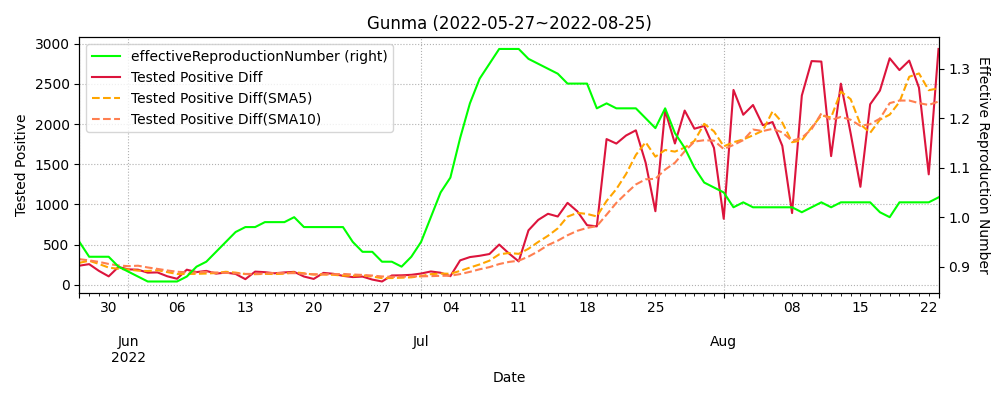 Gunma (2022-05-27~2022-08-25)
effectiveReproductionNumber (right)
Tested Positive Diff
Tested Positive Diff(SMA5)
Tested Positive Diff(SMA10)
3000
2500
2000
1500
1000
500
0
Tested Positive
1.3
1.2
1.1
1.0
0.9
Effective Reproduction Number
30 06 13 20 27 04 11 18 25 08 15 22
Jun Jul Aug
2022
Date